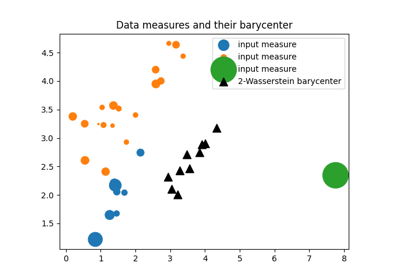 Data measures and their barycenter
input measure
input measure
input measure
2-Wasserstein barycenter
4.5
4.0
3.5
3.0
2.5
2.0
1.5
0 1 2 3 4 5 6 7 8